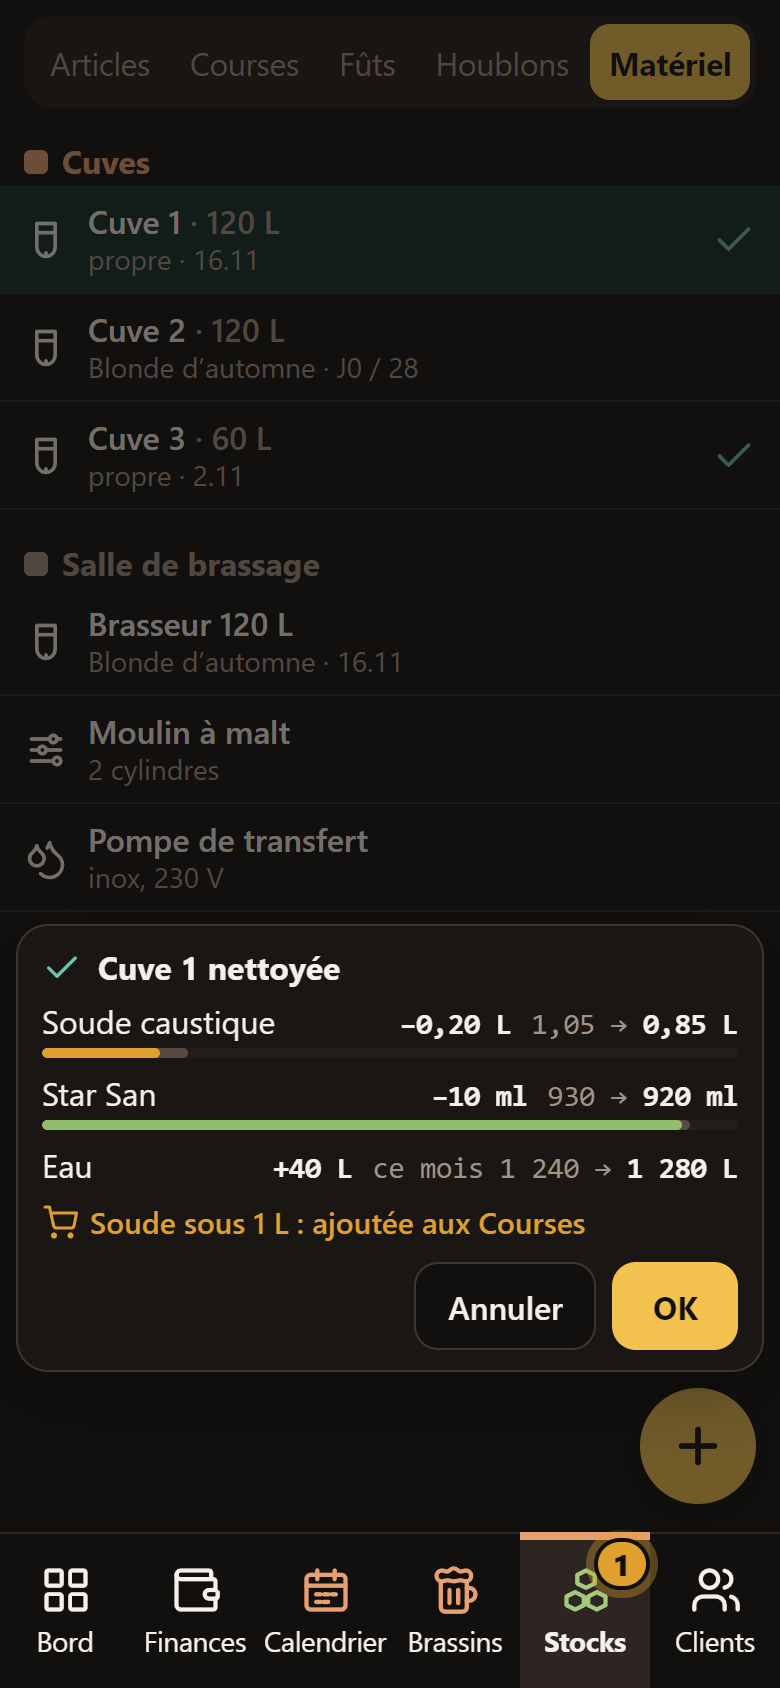 Articles Courses Fûts Houblons Matériel
Cuves
Cuve 1 · 120 L
propre · 16.11
Cuve 2 · 120 L
Blonde d’automne · J0 / 28
Cuve 3 · 60 L
propre · 2.11
Salle de brassage
Brasseur 120 L
Blonde d’automne · 16.11
Moulin à malt
2 cylindres
Pompe de transfert
inox, 230 V
Cuve 1 nettoyée
Soude caustique −0,20 L 1,05 → 0,85 L
Star San −10 ml 930 → 920 ml
Eau +40 L ce mois 1 240 → 1 280 L
Soude sous 1 L : ajoutée aux Courses
Annuler OK
1
Bord Finances Calendrier Brassins Stocks Clients